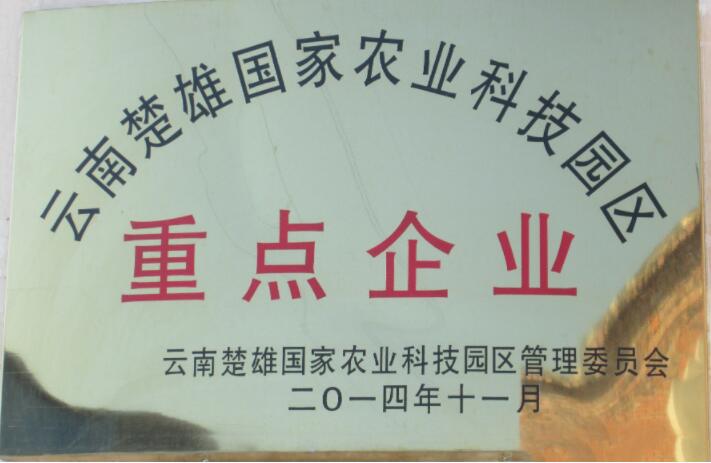 云南楚雄国家农业科技园区
重点企业
云南楚雄国家农业科技园区管理委员会
二O一四年十一月